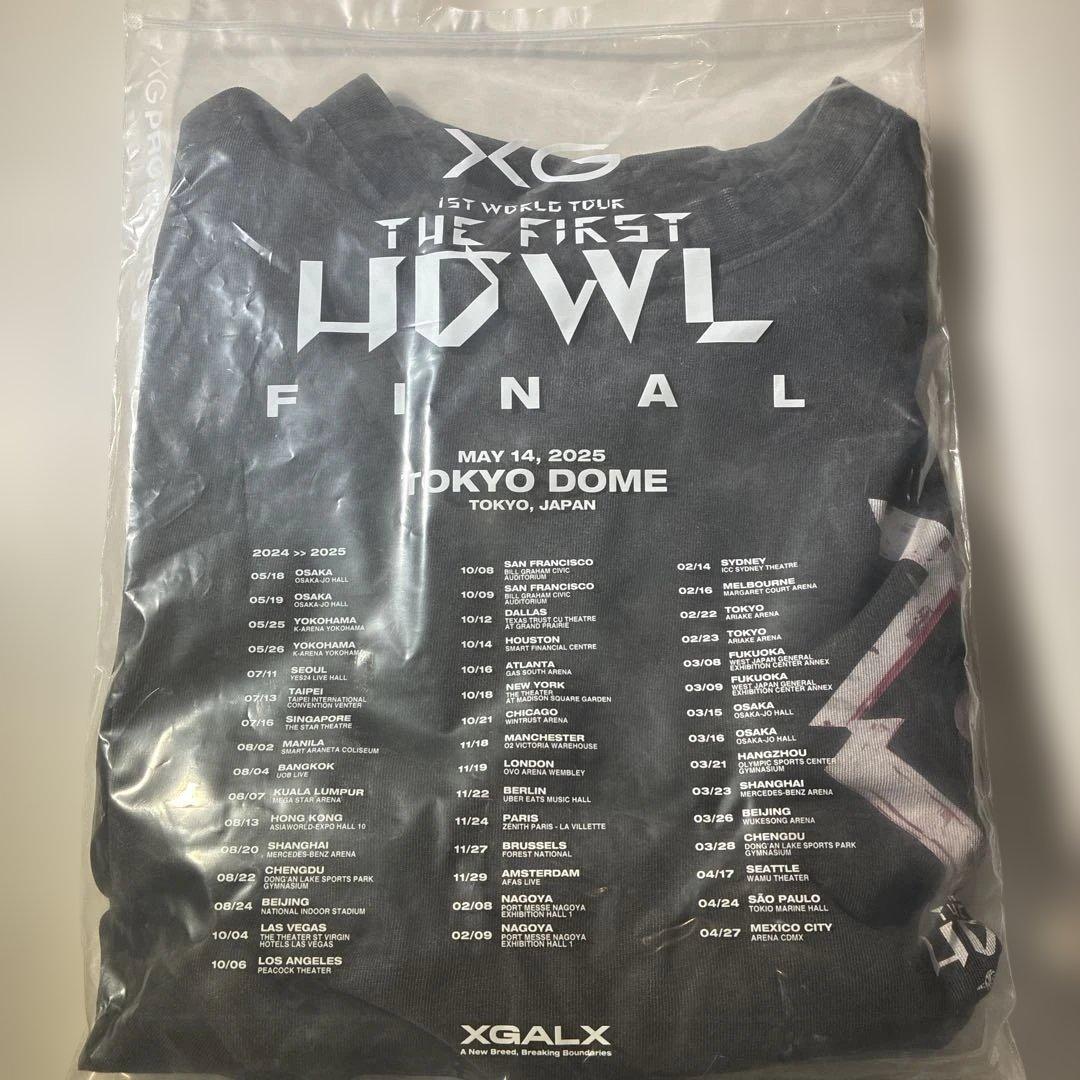 XG
1ST WORLD TOUR
THE FIRST
HOWL
FINAL
MAY 14, 2025
TOKYO DOME
TOKYO, JAPAN
2024 >> 2025
05/18 OSAKA
OSAKA-JO HALL
05/19 OSAKA
OSAKA-JO HALL
05/25 YOKOHAMA
K-ARENA YOKOHAMA
05/26 YOKOHAMA
K-ARENA YOKOHAMA
07/11 SEOUL
YES24 LIVE HALL
07/13 TAIPEI
TAIPEI INTERNATIONAL
CONVENTION VENTER
07/16 SINGAPORE
THE STAR THEATRE
08/02 MANILA
SMART ARANETA COLISEUM
08/04 BANGKOK
UOB LIVE
08/07 KUALA LUMPUR
MEGA STAR ARENA
08/13 HONG KONG
ASIAWORLD-EXPO HALL 10
08/20 SHANGHAI
MERCEDES-BENZ ARENA
08/22 CHENGDU
DONG'AN LAKE SPORTS PARK
GYMNASIUM
08/24 BEIJING
NATIONAL INDOOR STADIUM
10/04 LAS VEGAS
THE THEATER ST VIRGIN
HOTELS LAS VEGAS
10/06 LOS ANGELES
PEACOCK THEATER
10/08 SAN FRANCISCO
BILL GRAHAM CIVIC
AUDITORIUM
10/09 SAN FRANCISCO
BILL GRAHAM CIVIC
AUDITORIUM
10/12 DALLAS
TEXAS TRUST CU THEATRE
AT GRAND PRAIRIE
10/14 HOUSTON
SMART FINANCIAL CENTRE
10/16 ATLANTA
GAS SOUTH ARENA
10/18 NEW YORK
THE THEATER
AT MADISON SQUARE GARDEN
10/21 CHICAGO
WINTRUST ARENA
11/18 MANCHESTER
O2 VICTORIA WAREHOUSE
11/19 LONDON
OVO ARENA WEMBLEY
11/22 BERLIN
UBER EATS MUSIC HALL
11/24 PARIS
ZENITH PARIS - LA VILLETTE
11/27 BRUSSELS
FOREST NATIONAL
11/29 AMSTERDAM
AFAS LIVE
02/08 NAGOYA
PORT MESSE NAGOYA
EXHIBITION HALL 1
02/09 NAGOYA
PORT MESSE NAGOYA
EXHIBITION HALL 1
02/14 SYDNEY
ICC SYDNEY THEATRE
02/16 MELBOURNE
MARGARET COURT ARENA
02/22 TOKYO
ARIAKE ARENA
02/23 TOKYO
ARIAKE ARENA
03/08 FUKUOKA
WEST JAPAN GENERAL
EXHIBITION CENTER ANNEX
03/09 FUKUOKA
WEST JAPAN GENERAL
EXHIBITION CENTER ANNEX
03/15 OSAKA
OSAKA-JO HALL
03/16 OSAKA
OSAKA-JO HALL
03/21 HANGZHOU
OLYMPIC SPORTS CENTER
GYMNASIUM
03/23 SHANGHAI
MERCEDES-BENZ ARENA
03/26 BEIJING
WUKESONG ARENA
03/28 CHENGDU
DONG'AN LAKE SPORTS PARK
GYMNASIUM
04/17 SEATTLE
WAMU THEATER
04/24 SÃO PAULO
TOKIO MARINE HALL
04/27 MEXICO CITY
ARENA CDMX
XGALX
A New Breed, Breaking Boundaries